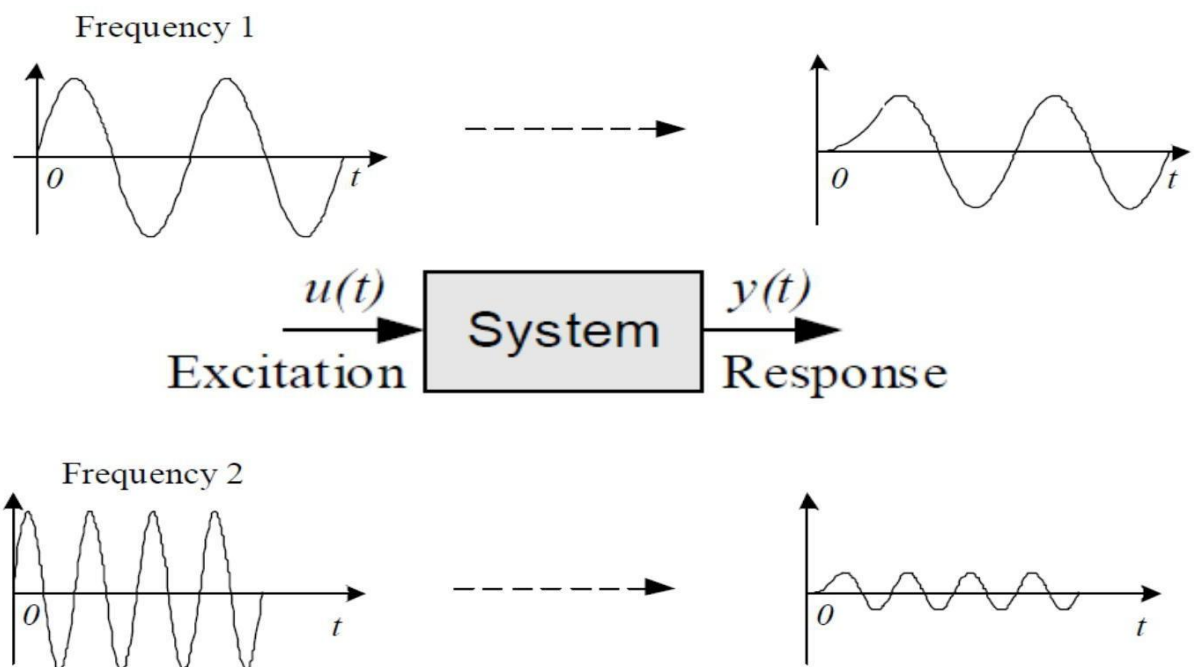 Frequency 1
0
t
0
t
u(t)
System
y(t)
Excitation
Response
Frequency 2
0
t
0
t